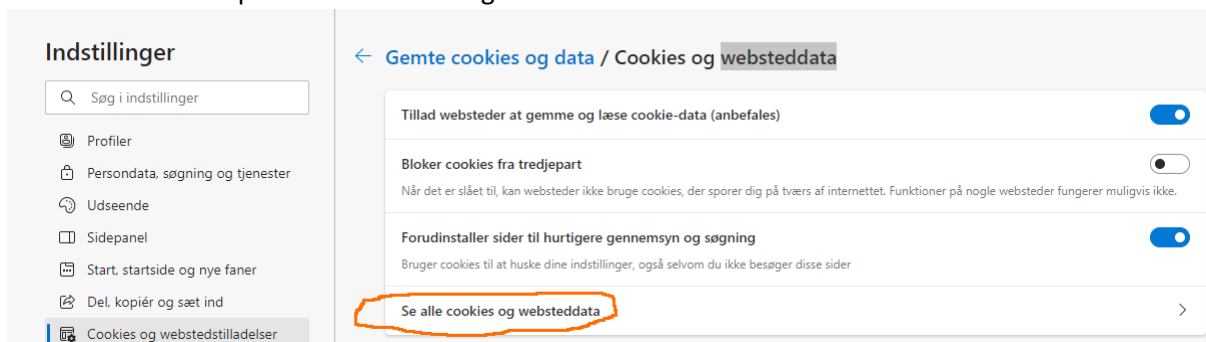 Indstillinger
Søg i indstillinger
Profiler
Persondata, søgning og tjenester
Udseende
Sidepanel
Start, startside og nye faner
Del, kopiér og sæt ind
Cookies og webstedstilladelser
Gemte cookies og data / Cookies og websteddata
Tillad websteder at gemme og læse cookie-data (anbefales)
Bloker cookies fra tredjepart
Når det er slået til, kan websteder ikke bruge cookies, der sporer dig på tværs af internettet. Funktioner på nogle websteder fungerer muligvis ikke.
Forudinstaller sider til hurtigere gennemsyn og søgning
Bruger cookies til at huske dine indstillinger, også selvom du ikke besøger disse sider
Se alle cookies og websteddata